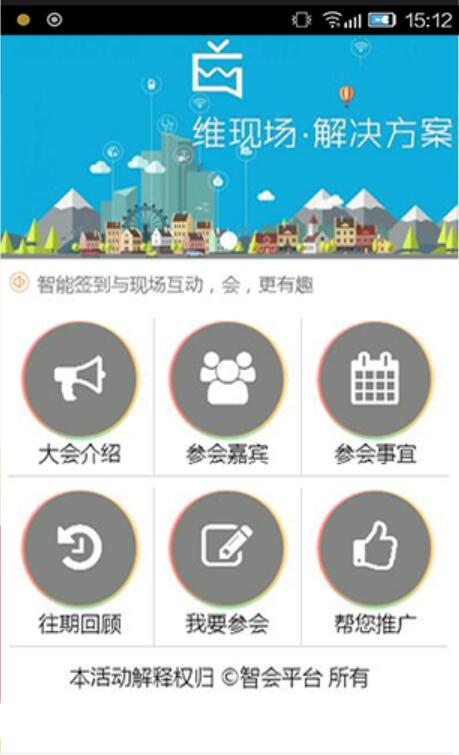 15:12
维现场·解决方案
智能签到与现场互动，会，更有趣
大会介绍 参会嘉宾 参会事宜
往期回顾 我要参会 帮您推广
本活动解释权归 ©智会平台 所有